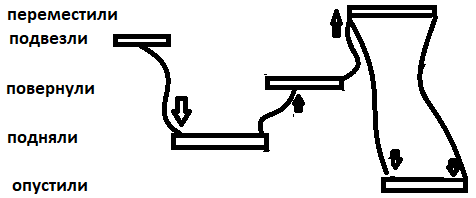 переместили
подвезли
повернули
подняли
опустили